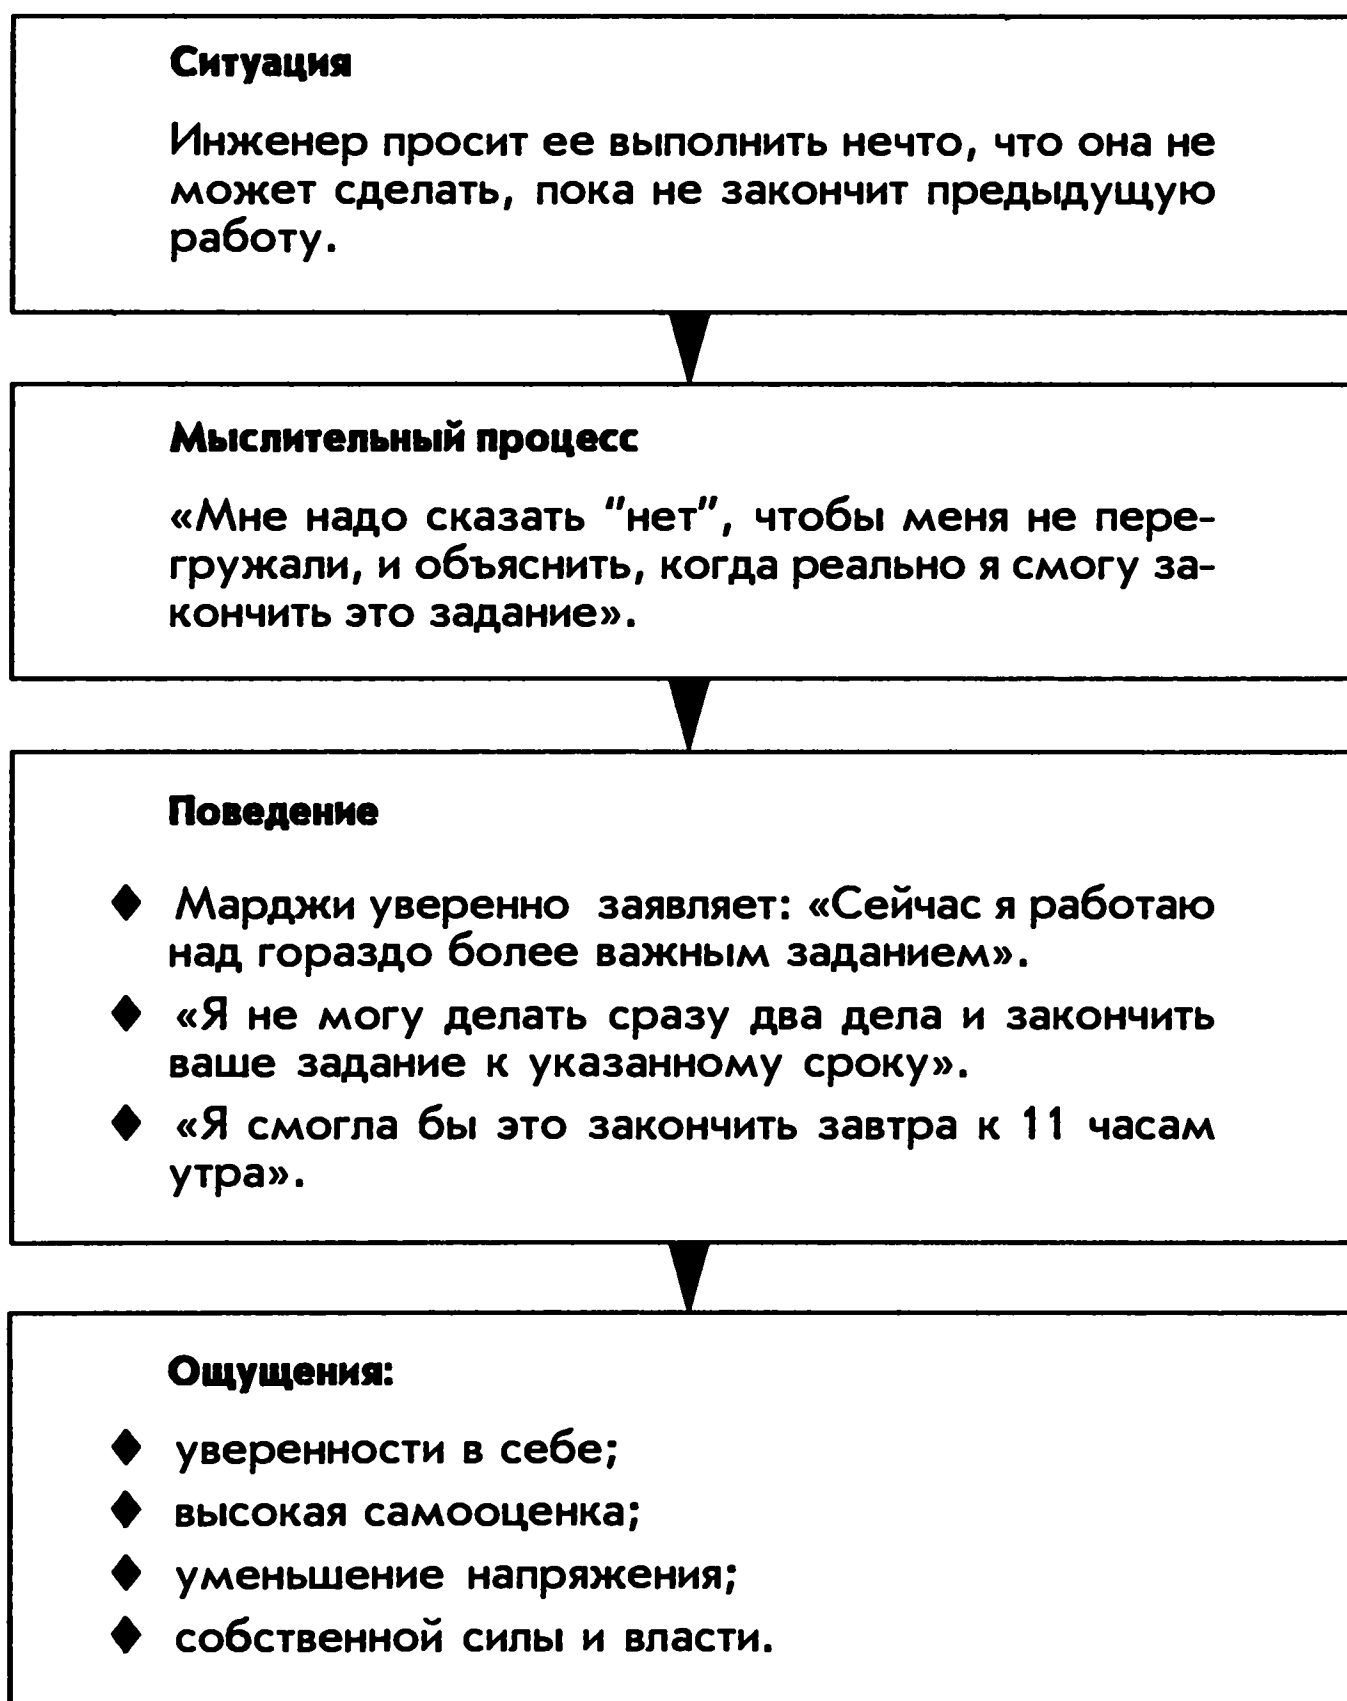 Ситуация
Инженер просит ее выполнить нечто, что она не
может сделать, пока не закончит предыдущую
работу.
Мыслительный процесс
«Мне надо сказать "нет", чтобы меня не пере-
гружали, и объяснить, когда реально я смогу за-
кончить это задание».
Поведение
♦ Марджи уверенно заявляет: «Сейчас я работаю
над гораздо более важным заданием».
♦ «Я не могу делать сразу два дела и закончить
ваше задание к указанному сроку».
♦ «Я смогла бы это закончить завтра к 11 часам
утра».
Ощущения:
♦ уверенности в себе;
♦ высокая самооценка;
♦ уменьшение напряжения;
♦ собственной силы и власти.